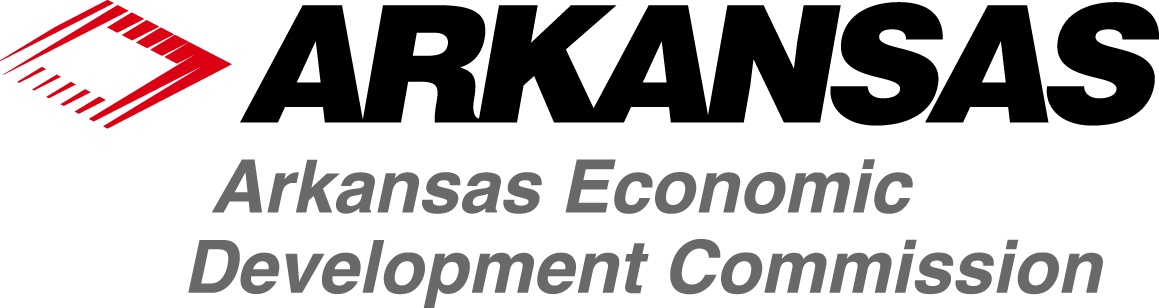 ARKANSAS
Arkansas Economic
Development Commission